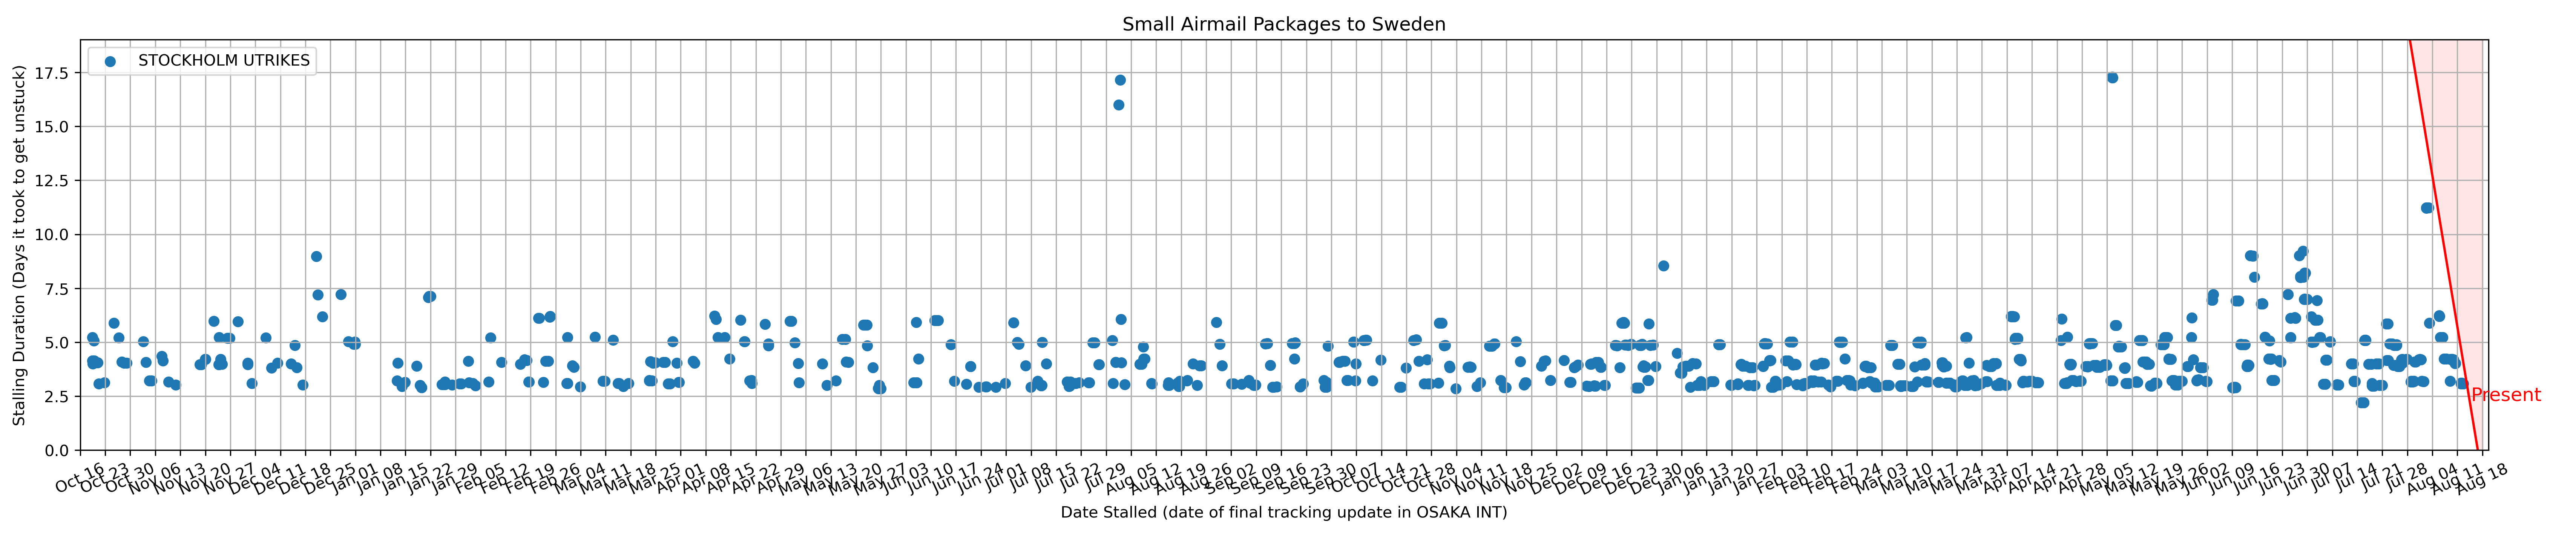 Small Airmail Packages to Sweden
STOCKHOLM UTRIKES
Stalling Duration (Days it took to get unstuck)
17.5
15.0
12.5
10.0
7.5
5.0
2.5
0.0
Present
Oct 16
Oct 23
Oct 30
Nov 06
Nov 13
Nov 20
Nov 27
Dec 04
Dec 11
Dec 18
Dec 25
Jan 01
Jan 08
Jan 15
Jan 22
Jan 29
Feb 05
Feb 12
Feb 19
Feb 26
Mar 04
Mar 11
Mar 18
Mar 25
Apr 01
Apr 08
Apr 15
Apr 22
Apr 29
May 06
May 13
May 20
May 27
Jun 03
Jun 10
Jun 17
Jun 24
Jul 01
Jul 08
Jul 15
Jul 22
Jul 29
Aug 05
Aug 12
Aug 19
Aug 26
Sep 02
Sep 09
Sep 16
Sep 23
Sep 30
Oct 07
Oct 14
Oct 21
Oct 28
Nov 04
Nov 11
Nov 18
Nov 25
Dec 02
Dec 09
Dec 16
Dec 23
Dec 30
Jan 06
Jan 13
Jan 20
Jan 27
Feb 03
Feb 10
Feb 17
Feb 24
Mar 03
Mar 10
Mar 17
Mar 24
Mar 31
Apr 07
Apr 14
Apr 21
Apr 28
May 05
May 12
May 19
May 26
Jun 02
Jun 09
Jun 16
Jun 23
Jun 30
Jul 07
Jul 14
Jul 21
Jul 28
Aug 04
Aug 11
Aug 18
Date Stalled (date of final tracking update in OSAKA INT)